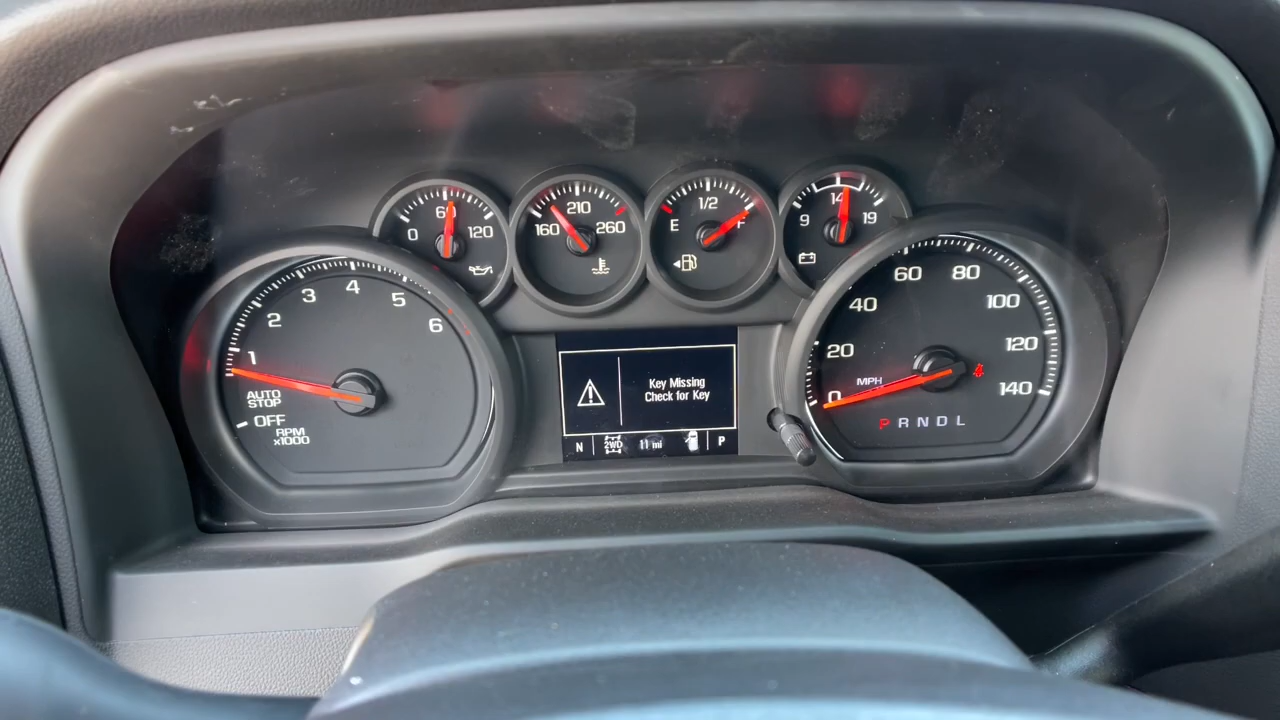 0 60 120
160 210 260
E 1/2 F
9 14 19
1 2 3 4 5 6
AUTO
STOP
OFF
RPM
x1000
Key Missing
Check for Key
N 2WD 11 mi P
0 20 40 60 80 100 120 140
MPH
P R N D L